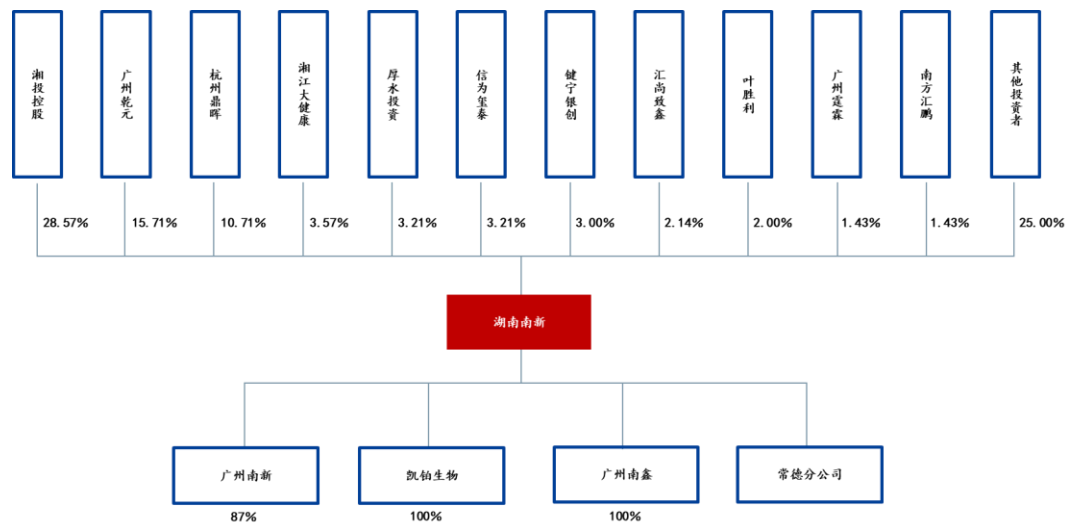 湘投控股
广州乾元
杭州鼎晖
湘江大健康
厚水投资
信为玺泰
健宁银创
汇尚致鑫
叶胜利
广州霆霖
南方汇鹏
其他投资者
28.57%
15.71%
10.71%
3.57%
3.21%
3.21%
3.00%
2.14%
2.00%
1.43%
1.43%
25.00%
湖南南新
广州南新
凯铂生物
广州南鑫
常德分公司
87%
100%
100%